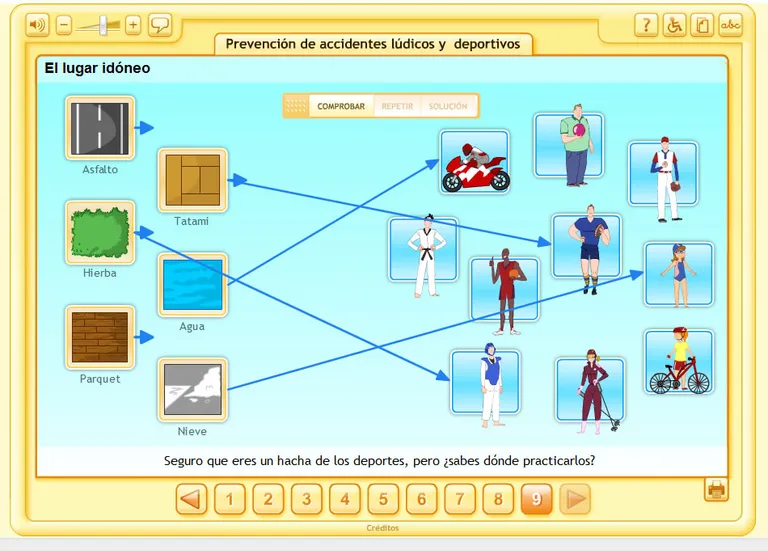 abc
Prevención de accidentes lúdicos y deportivos
El lugar idóneo
COMPROBAR
REPETIR
SOLUCIÓN
Asfalto
Tatami
Hierba
Agua
Parquet
Nieve
Seguro que eres un hacha de los deportes, pero ¿sabes dónde practicarlos?
1 2 3 4 5 6 7 8 9
Créditos